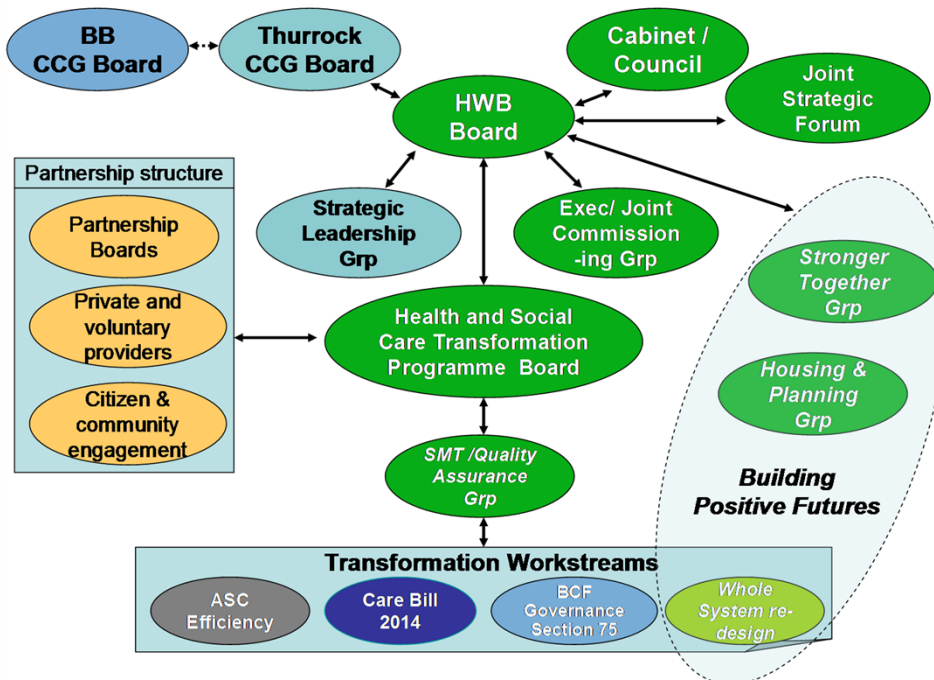 BB
CCG Board
Thurrock
CCG Board
Cabinet /
Council
Joint
Strategic
Forum
HWB
Board
Partnership structure
Partnership
Boards
Private and
voluntary
providers
Citizen &
community
engagement
Strategic
Leadership
Grp
Exec/ Joint
Commission
-ing Grp
Health and Social
Care Transformation
Programme Board
Stronger
Together
Grp
Housing &
Planning
Grp
Building
Positive Futures
SMT /Quality
Assurance
Grp
Transformation Workstreams
ASC
Efficiency
Care Bill
2014
BCF
Governance
Section 75
Whole
System re-
design